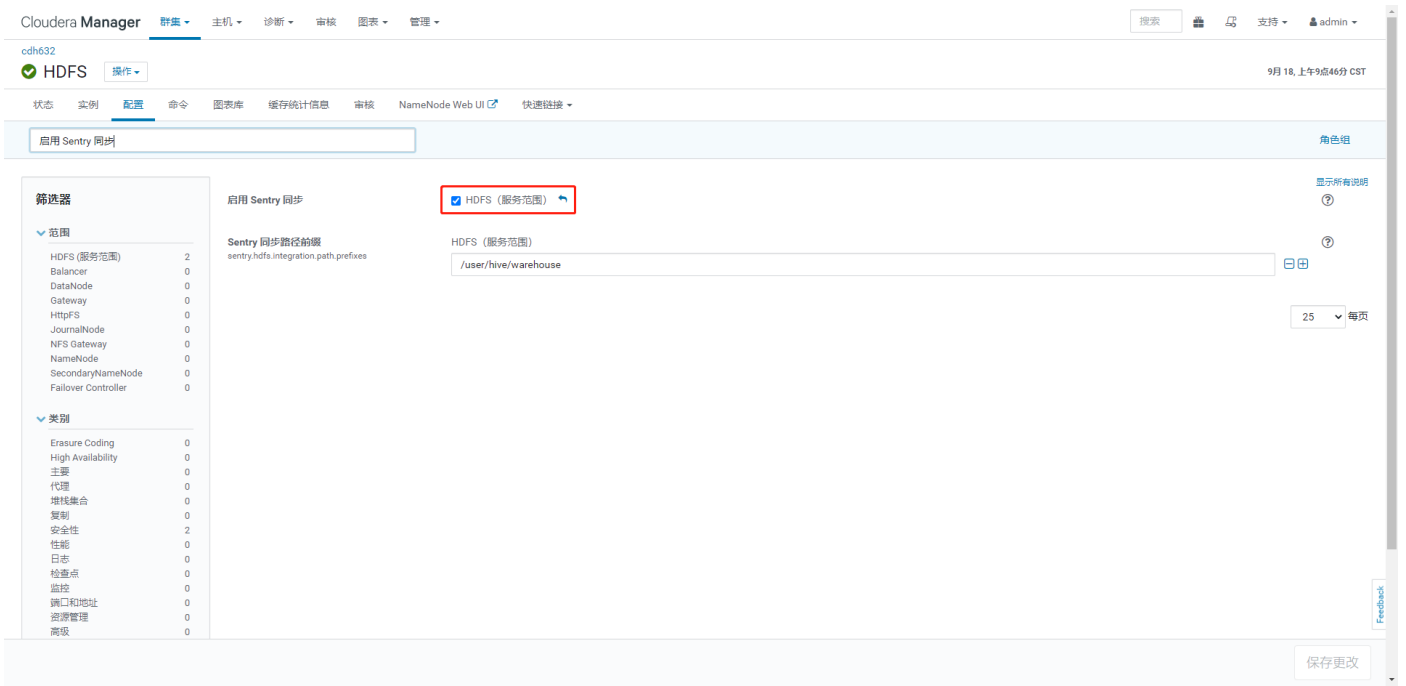 Cloudera Manager 群集 主机 诊断 审核 图表 管理 搜索 支持 admin
cdh632
HDFS 操作 9月 18, 上午9点46分 CST
状态 实例 配置 命令 图表库 缓存统计信息 审核 NameNode Web UI 快速链接
启用 Sentry 同步 角色组
显示所有说明
筛选器
启用 Sentry 同步 HDFS（服务范围）
范围
Sentry 同步路径前缀 HDFS（服务范围）
sentry.hdfs.integration.path.prefixes
/user/hive/warehouse
HDFS (服务范围) 2
Balancer 0
DataNode 0
Gateway 0
HttpFS 0
JournalNode 0
NFS Gateway 0
NameNode 0
SecondaryNameNode 0
Failover Controller 0
25 每页
类别
Erasure Coding 0
High Availability 0
主要 0
代理 0
堆栈集合 0
复制 0
安全性 2
性能 0
日志 0
检查点 0
监控 0
端口和地址 0
资源管理 0
高级 0
Feedback
保存更改